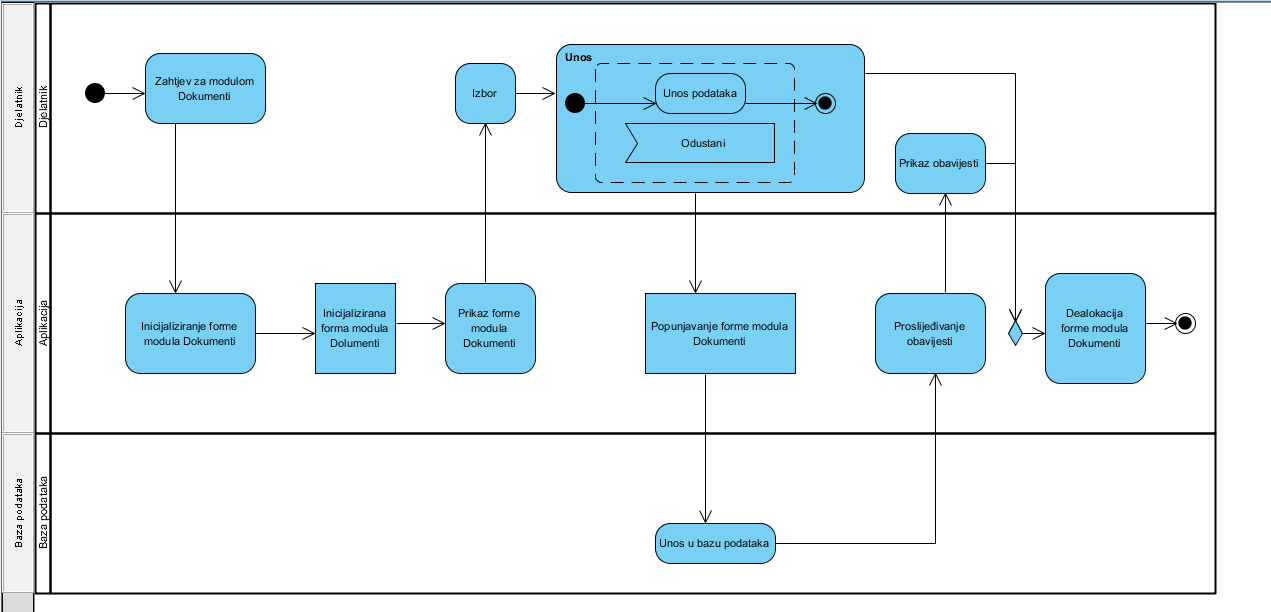 Djelatnik
Djelatnik
Zahtjev za modulom
Dokumenti
Izbor
Unos
Unos podataka
Odustani
Prikaz obavijesti
Aplikacija
Aplikacija
Inicijaliziranje forme
modula Dokumenti
Inicijalizirana
forma modula
Dolumenti
Prikaz forme
modula
Dokumenti
Popunjavanje forme modula
Dokumenti
Proslijeđivanje
obavijesti
Dealokacija
forme modula
Dokumenti
Baza podataka
Baza podataka
Unos u bazu podataka